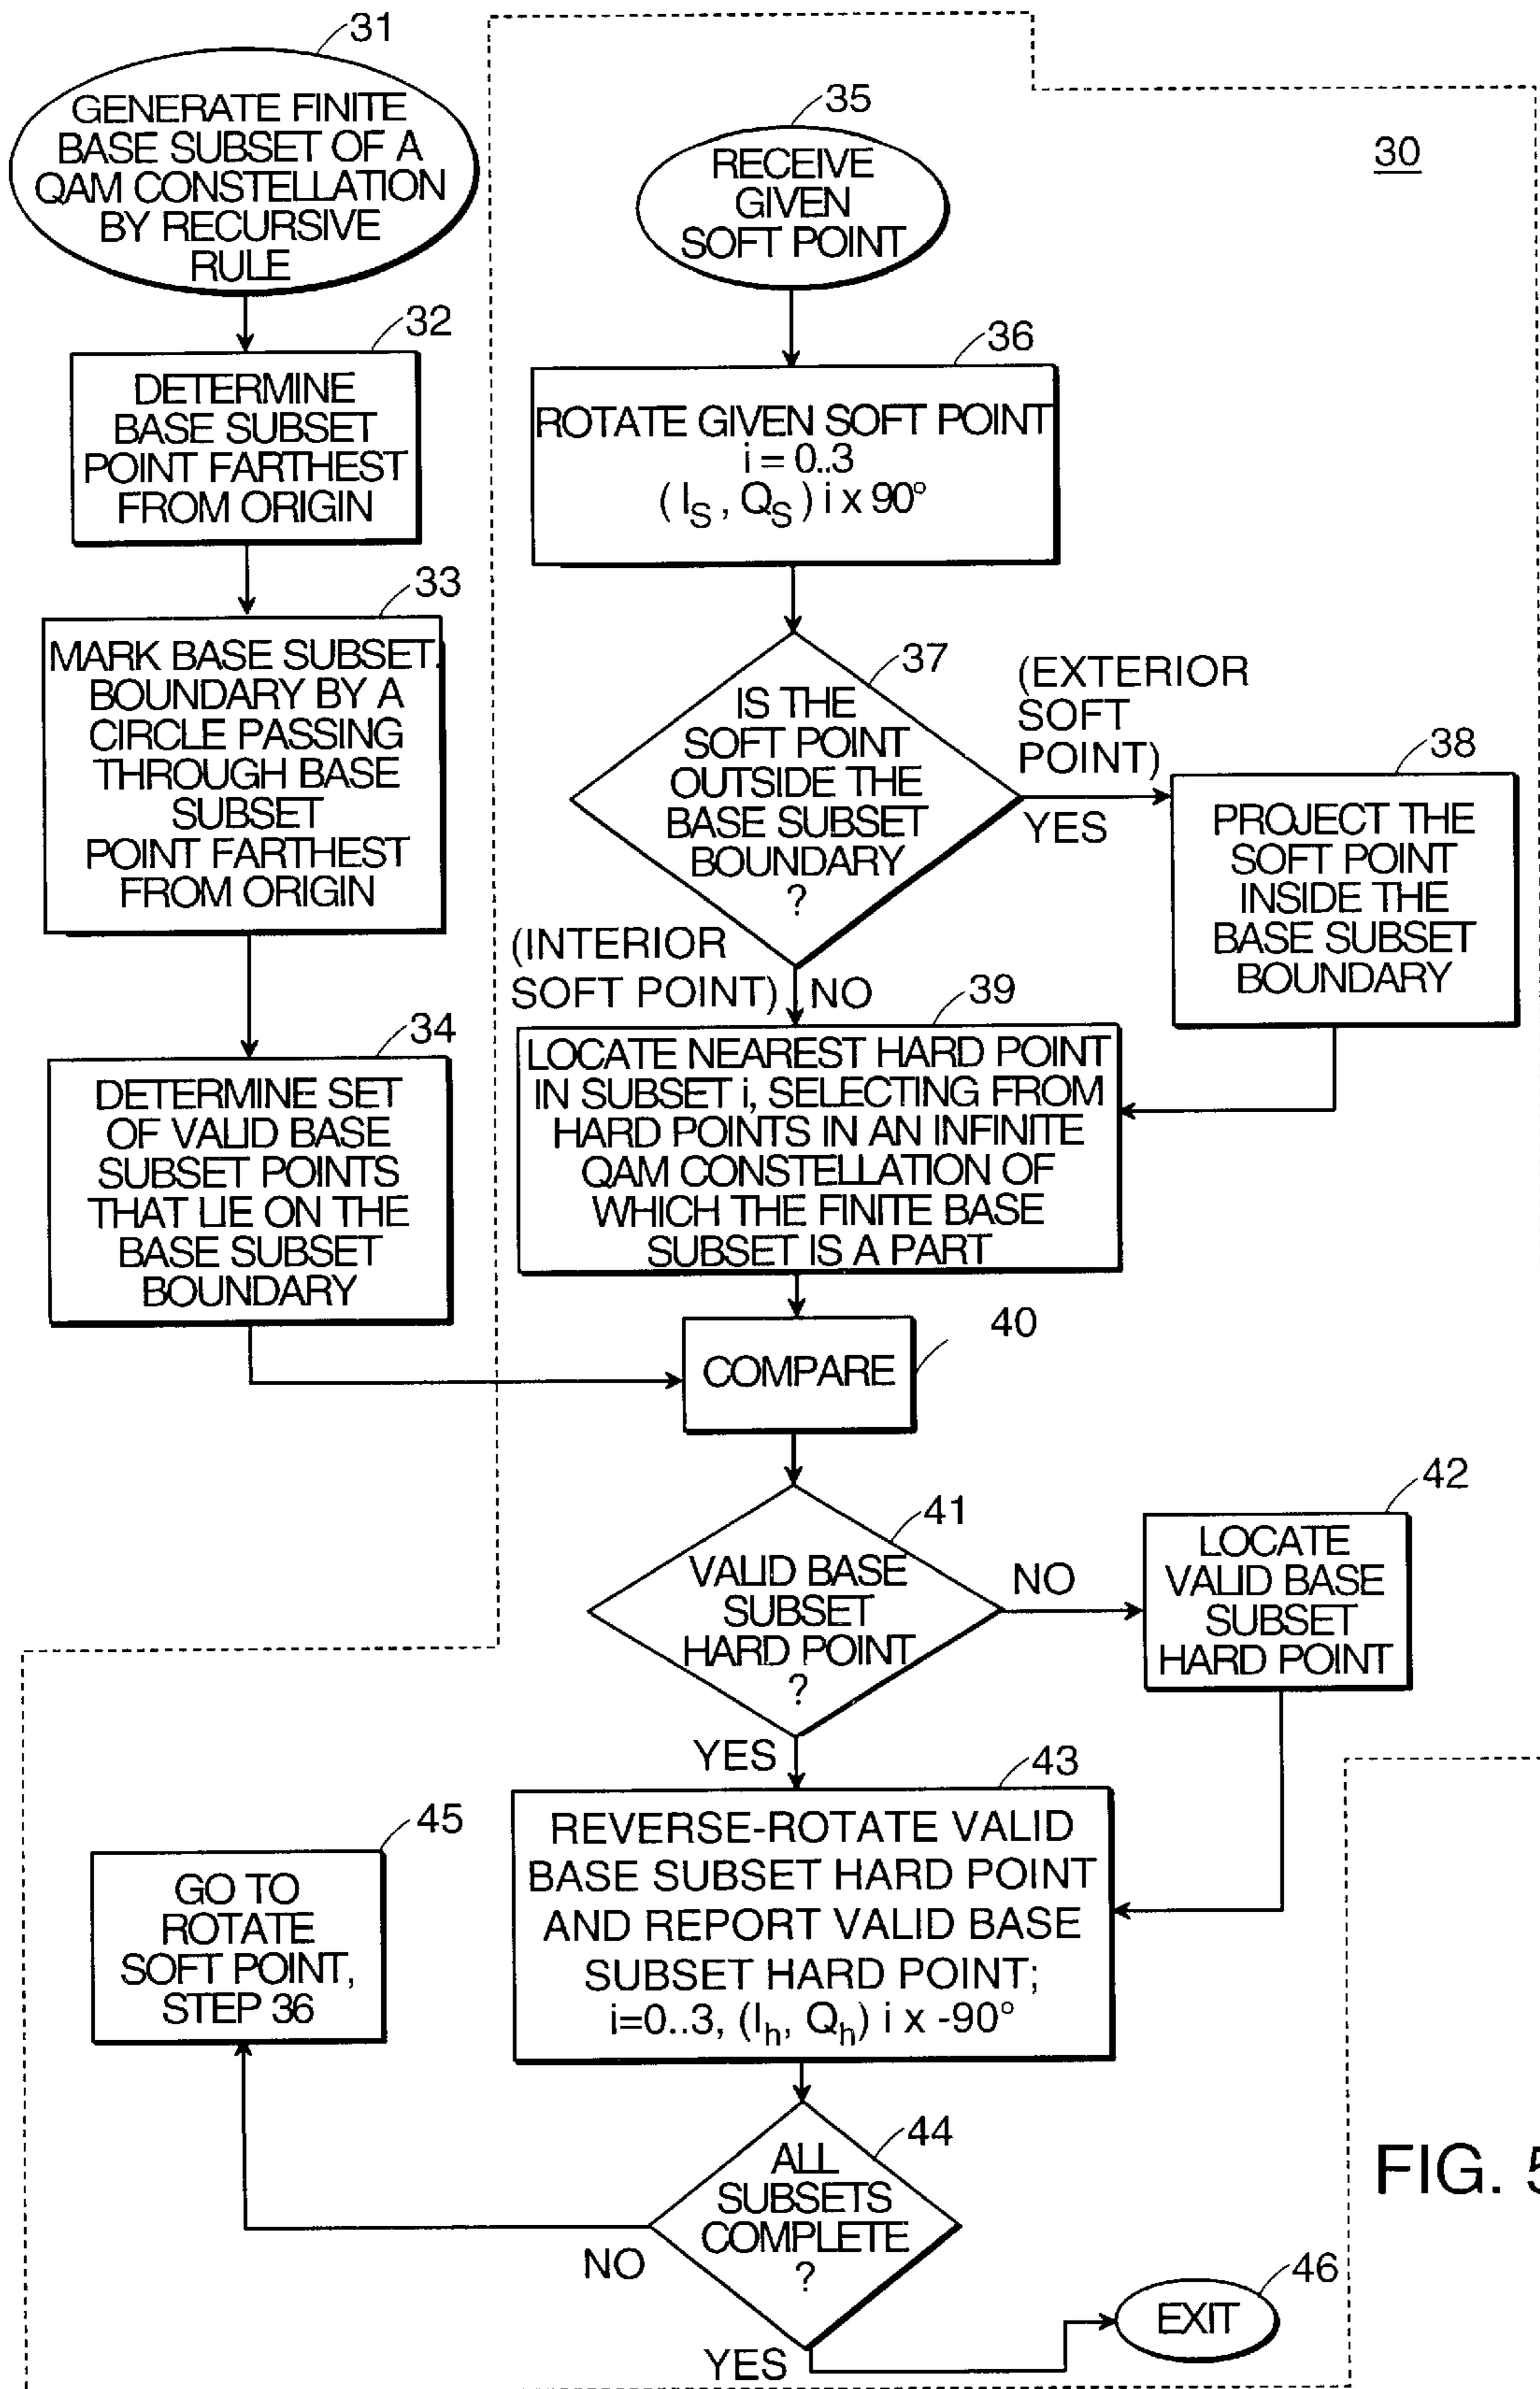 31
GENERATE FINITE
BASE SUBSET OF A
QAM CONSTELLATION
BY RECURSIVE
RULE
32
DETERMINE
BASE SUBSET
POINT FARTHEST
FROM ORIGIN
33
MARK BASE SUBSET
BOUNDARY BY A
CIRCLE PASSING
THROUGH BASE
SUBSET
POINT FARTHEST
FROM ORIGIN
34
DETERMINE SET
OF VALID BASE
SUBSET POINTS
THAT LIE ON THE
BASE SUBSET
BOUNDARY
30
35
RECEIVE
GIVEN
SOFT POINT
36
ROTATE GIVEN SOFT POINT
i = 0..3
( I_S , Q_S ) i x 90°
37
IS THE
SOFT POINT
OUTSIDE THE
BASE SUBSET
BOUNDARY
?
(EXTERIOR
SOFT
POINT)
YES
38
PROJECT THE
SOFT POINT
INSIDE THE
BASE SUBSET
BOUNDARY
(INTERIOR
SOFT POINT) NO
39
LOCATE NEAREST HARD POINT
IN SUBSET i, SELECTING FROM
HARD POINTS IN AN INFINITE
QAM CONSTELLATION OF
WHICH THE FINITE BASE
SUBSET IS A PART
40
COMPARE
41
VALID BASE
SUBSET
HARD POINT
?
NO
42
LOCATE
VALID BASE
SUBSET
HARD POINT
YES
43
REVERSE-ROTATE VALID
BASE SUBSET HARD POINT
AND REPORT VALID BASE
SUBSET HARD POINT;
i=0..3, (I_h, Q_h) i x -90°
44
ALL
SUBSETS
COMPLETE
?
NO
45
GO TO
ROTATE
SOFT POINT,
STEP 36
YES
46
EXIT
FIG. 5